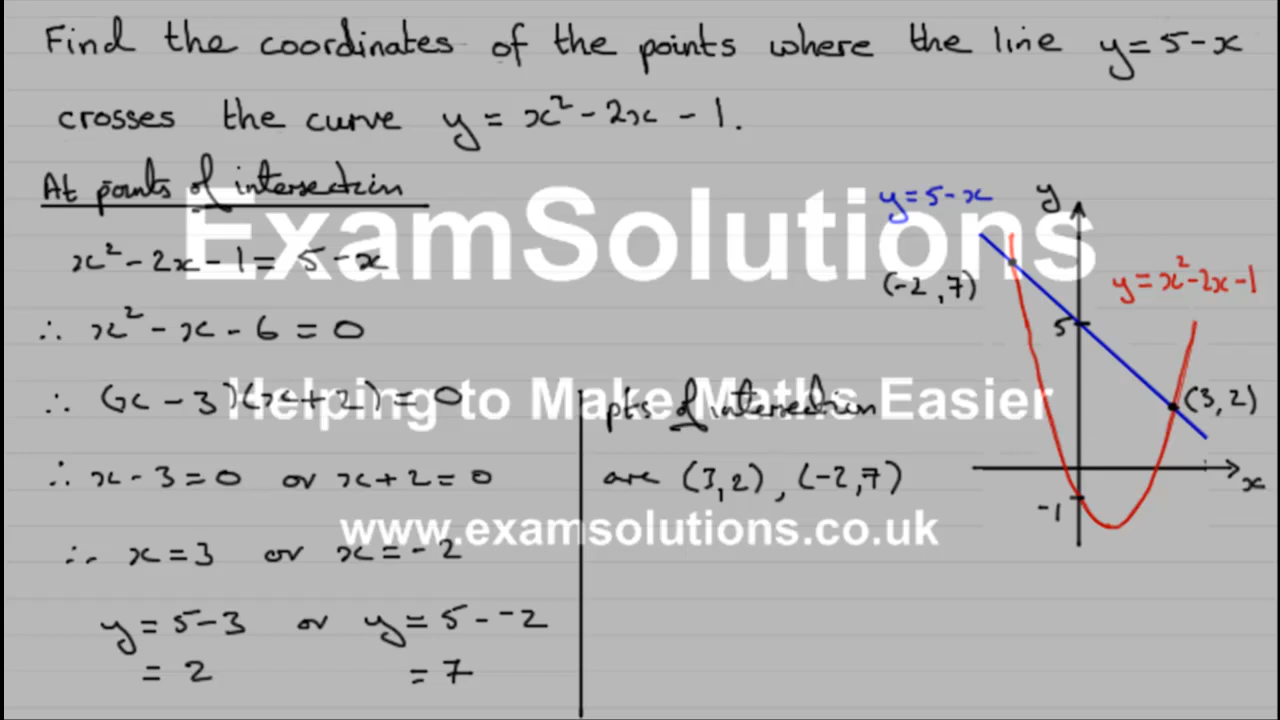 Find the coordinates of the points where the line y = 5 - x
crosses the curve y = x² - 2x - 1.
At points of intersection
x² - 2x - 1 = 5 - x
∴ x² - x - 6 = 0
∴ (x - 3)(x + 2) = 0
∴ x - 3 = 0 or x + 2 = 0
∴ x = 3 or x = -2
y = 5 - 3 or y = 5 - -2
= 2 = 7
pts of intersection
are (3, 2), (-2, 7)
y = 5 - x
y
(-2, 7)
y = x² - 2x - 1
5
(3, 2)
x
-1
ExamSolutions
Helping to Make Maths Easier
www.examsolutions.co.uk